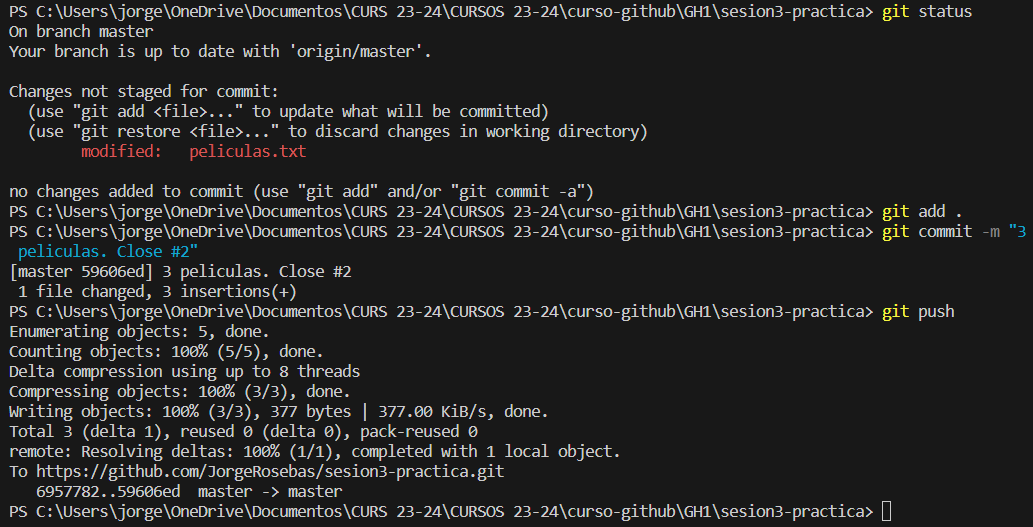 PS C:\Users\jorge\OneDrive\Documentos\CURS 23-24\CURSOS 23-24\curso-github\GH1\sesion3-practica> git status
On branch master
Your branch is up to date with 'origin/master'.
Changes not staged for commit:
  (use "git add <file>..." to update what will be committed)
  (use "git restore <file>..." to discard changes in working directory)
        modified:   peliculas.txt
no changes added to commit (use "git add" and/or "git commit -a")
PS C:\Users\jorge\OneDrive\Documentos\CURS 23-24\CURSOS 23-24\curso-github\GH1\sesion3-practica> git add .
PS C:\Users\jorge\OneDrive\Documentos\CURS 23-24\CURSOS 23-24\curso-github\GH1\sesion3-practica> git commit -m "3
 peliculas. Close #2"
[master 59606ed] 3 peliculas. Close #2
 1 file changed, 3 insertions(+)
PS C:\Users\jorge\OneDrive\Documentos\CURS 23-24\CURSOS 23-24\curso-github\GH1\sesion3-practica> git push
Enumerating objects: 5, done.
Counting objects: 100% (5/5), done.
Delta compression using up to 8 threads
Compressing objects: 100% (3/3), done.
Writing objects: 100% (3/3), 377 bytes | 377.00 KiB/s, done.
Total 3 (delta 1), reused 0 (delta 0), pack-reused 0
remote: Resolving deltas: 100% (1/1), completed with 1 local object.
To https://github.com/JorgeRosebas/sesion3-practica.git
   6957782..59606ed  master -> master
PS C:\Users\jorge\OneDrive\Documentos\CURS 23-24\CURSOS 23-24\curso-github\GH1\sesion3-practica>